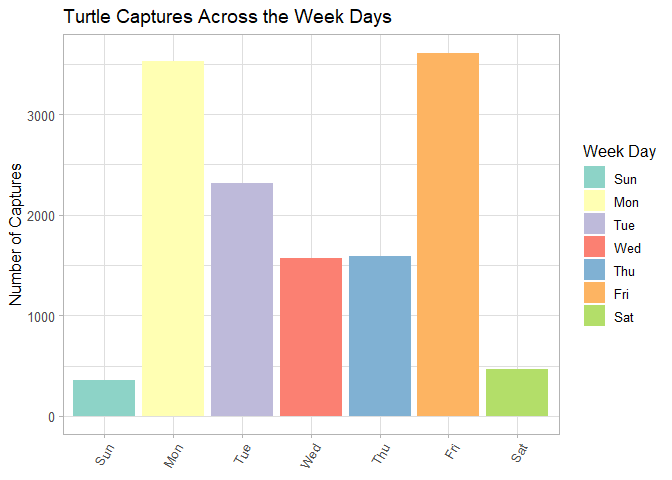 Turtle Captures Across the Week Days
Number of Captures
3000
2000
1000
0
Sun
Mon
Tue
Wed
Thu
Fri
Sat
Week Day
Sun
Mon
Tue
Wed
Thu
Fri
Sat